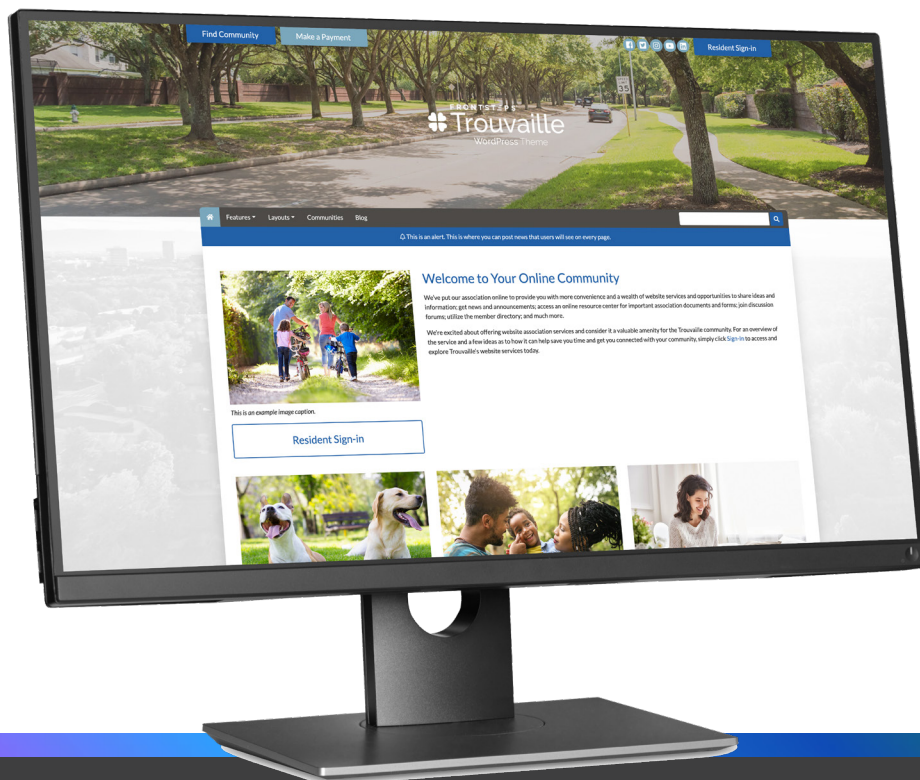 Find Community
Make a Payment
Resident Sign-in
SPEED
LIMIT
35
FRONTSTEPS
Trouvaille
WordPress Theme
Features
Layouts
Communities
Blog
This is an alert. This is where you can post news that users will see on every page.
Welcome to Your Online Community
We've put our association online to provide you with more convenience and a wealth of website services and opportunities to share ideas and
information; get news and announcements; access an online resource center for important association documents and forms; join discussion
forums; utilize the member directory; and much more.
We're excited about offering website association services and consider it a valuable amenity for the Trouvaille community. For an overview of
the service and a few ideas as to how it can help save you time and get you connected with your community, simply click Sign-in to access and
explore Trouvaille's website services today.
This is an example image caption.
Resident Sign-in